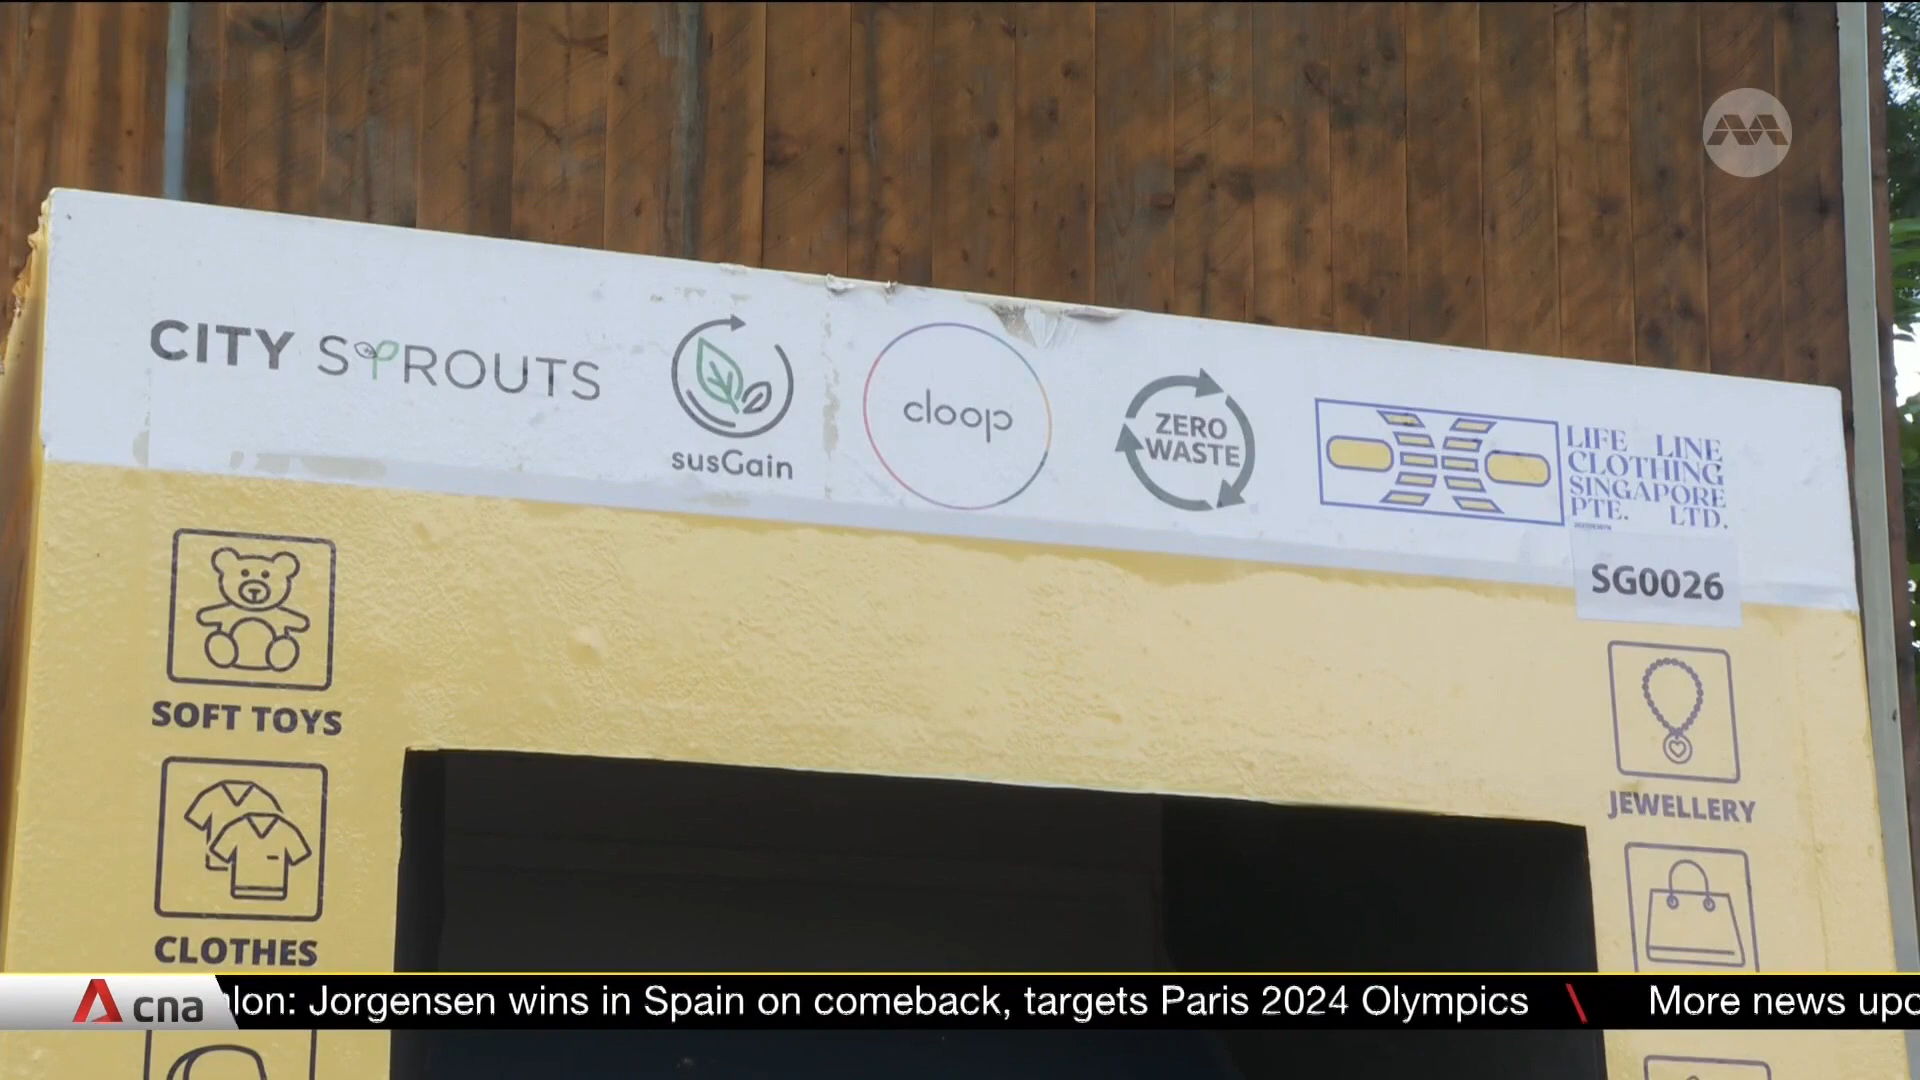 CITY SPROUTS
susGain
cloop
ZERO
WASTE
LIFE LINE
CLOTHING
SINGAPORE
PTE. LTD.
SG0026
SOFT TOYS
JEWELLERY
CLOTHES
cna
lon: Jorgensen wins in Spain on comeback, targets Paris 2024 Olympics \ More news upo